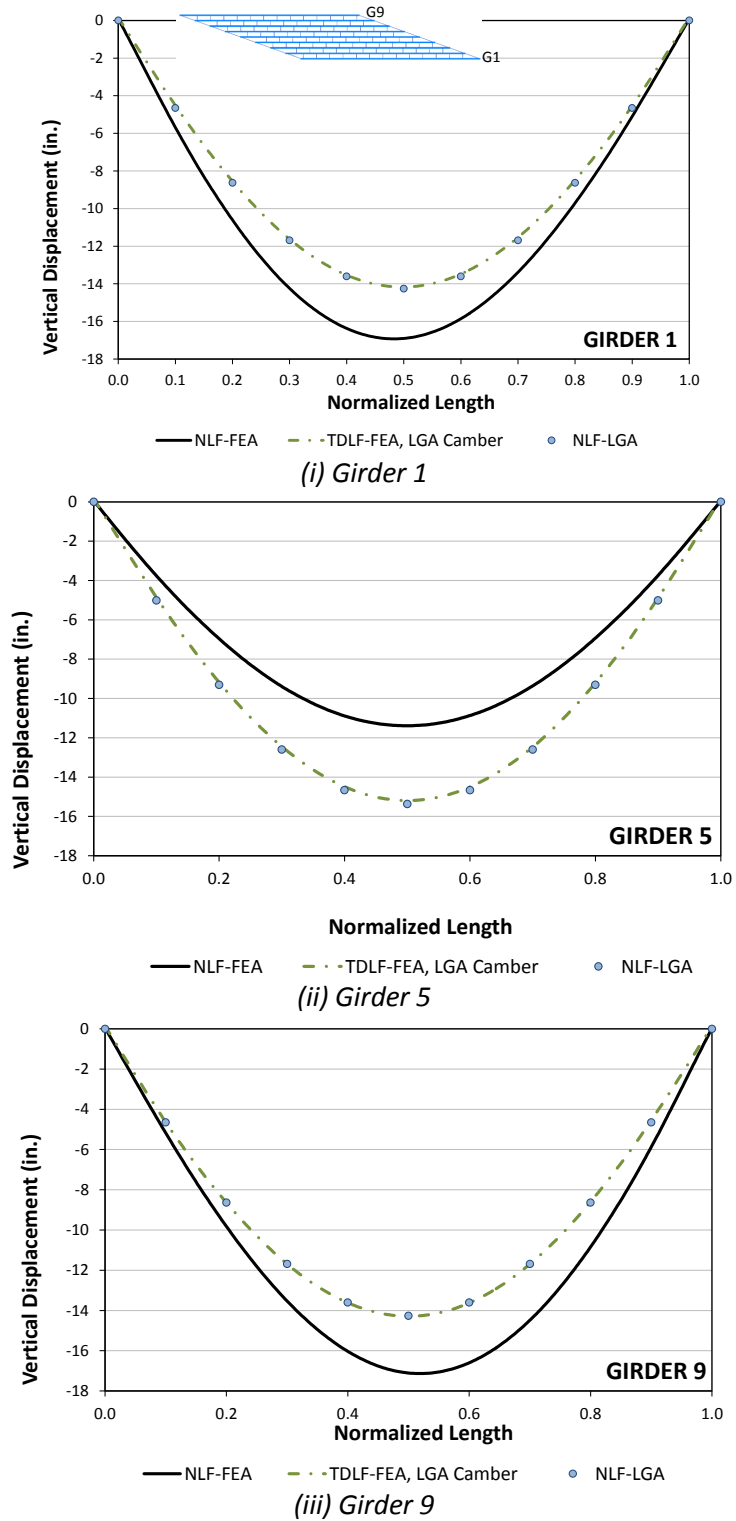 G9
G1
Vertical Displacement (in.)
0
-2
-4
-6
-8
-10
-12
-14
-16
-18
GIRDER 1
0.0 0.1 0.2 0.3 0.4 0.5 0.6 0.7 0.8 0.9 1.0
Normalized Length
NLF-FEA TDLF-FEA, LGA Camber NLF-LGA
(i) Girder 1
Vertical Displacement (in.)
0
-2
-4
-6
-8
-10
-12
-14
-16
-18
GIRDER 5
0.0 0.2 0.4 0.6 0.8 1.0
Normalized Length
NLF-FEA TDLF-FEA, LGA Camber NLF-LGA
(ii) Girder 5
Vertical Displacement (in.)
0
-2
-4
-6
-8
-10
-12
-14
-16
-18
GIRDER 9
0.0 0.2 0.4 0.6 0.8 1.0
Normalized Length
NLF-FEA TDLF-FEA, LGA Camber NLF-LGA
(iii) Girder 9